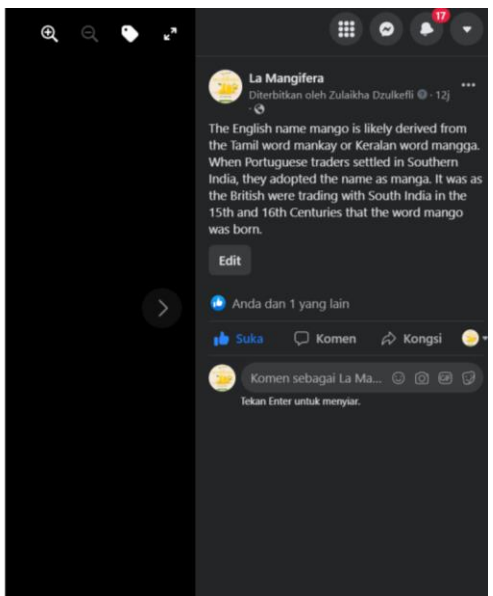 17
La Mangifera
Diterbitkan oleh Zulaikha Dzulkefli · 12j
·
The English name mango is likely derived from
the Tamil word mankay or Keralan word mangga.
When Portuguese traders settled in Southern
India, they adopted the name as manga. It was as
the British were trading with South India in the
15th and 16th Centuries that the word mango
was born.
Edit
Anda dan 1 yang lain
Suka Komen Kongsi
Komen sebagai La Ma... GIF
Tekan Enter untuk menyiar.